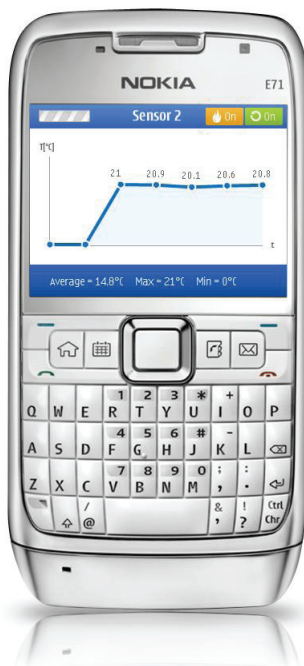 NOKIA
E71
Sensor 2 On On
T[°C]
21 20.9 20.1 20.6 20.8
t
Average = 14.8°C Max = 21°C Min = 0°C
1 2 3 * +
Q W E R T Y U I O P
4 5 6 # -
A S D F G H J K L
7 8 9 0 ; :
Z X C V B N M , .
/ & ! Ctrl
@ ' ? Chr